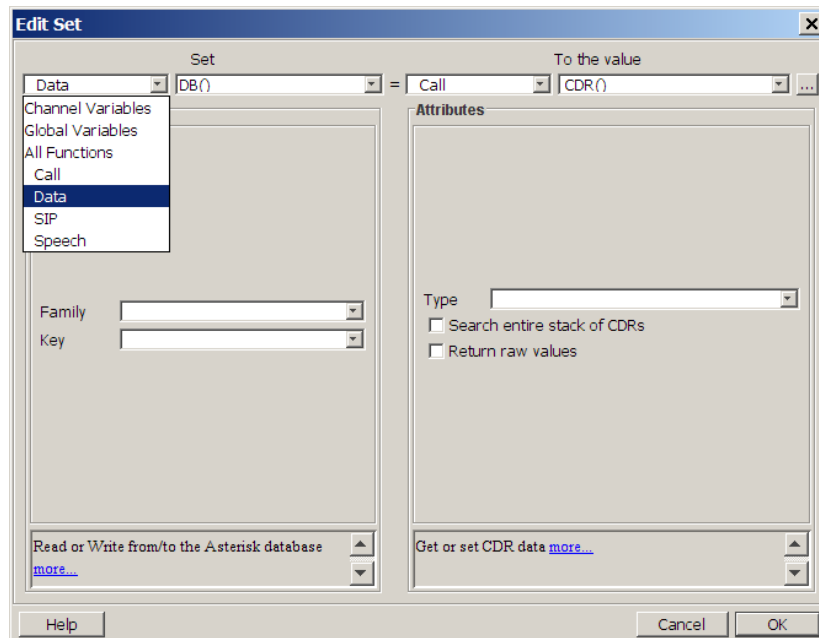 Edit Set
Set To the value
Data DB() = Call CDR() ...
Channel Variables
Global Variables
All Functions
Call
Data
SIP
Speech
Family
Key
Read or Write from/to the Asterisk database
more...
Attributes
Type
Search entire stack of CDRs
Return raw values
Get or set CDR data more...
Help Cancel OK